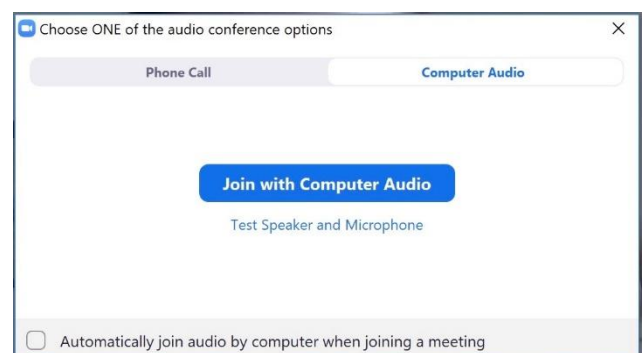 Choose ONE of the audio conference options
Phone Call
Computer Audio
Join with Computer Audio
Test Speaker and Microphone
Automatically join audio by computer when joining a meeting